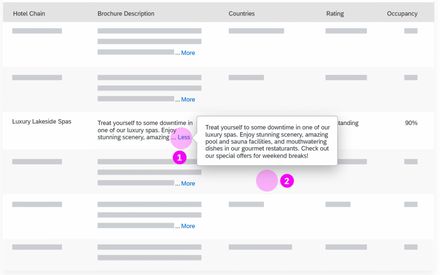 Hotel Chain Brochure Description Countries Rating Occupancy
... More
... More
Luxury Lakeside Spas
Treat yourself to some downtime in
one of our luxury spas. Enjoy
stunning scenery, amazing ... Less
Treat yourself to some downtime in one of our
luxury spas. Enjoy stunning scenery, amazing
pool and sauna facilities, and mouthwatering
dishes in our gourmet restaurants. Check out
our special offers for weekend breaks!
tanding
90%
1
2
... More
... More